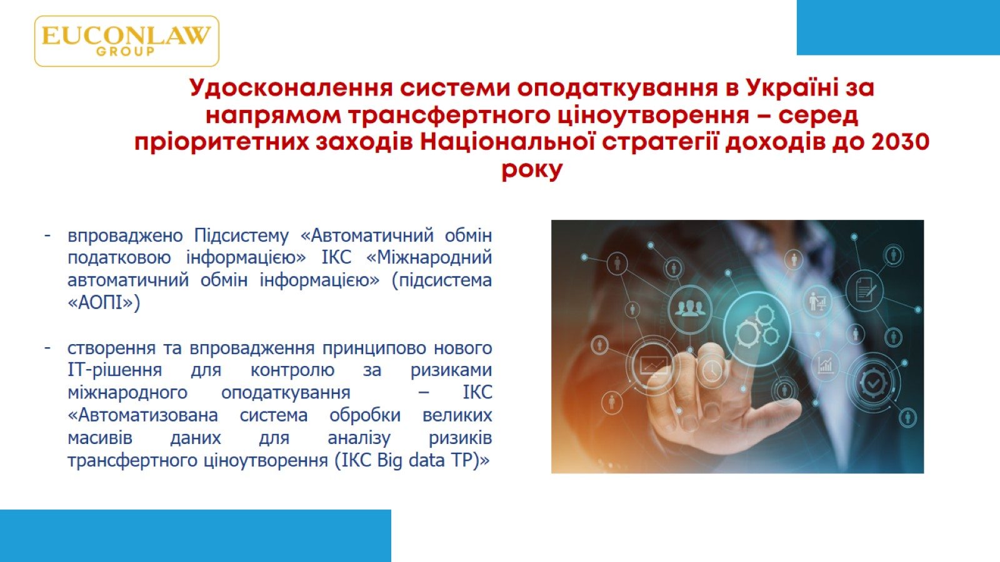 EUCONLAW
GROUP
Удосконалення системи оподаткування в Україні за
напрямом трансфертного ціноутворення – серед
пріоритетних заходів Національної стратегії доходів до 2030
року
- впроваджено Підсистему «Автоматичний обмін
податковою інформацією» ІКС «Міжнародний
автоматичний обмін інформацією» (підсистема
«АОПІ»)
- створення та впровадження принципово нового
ІТ-рішення для контролю за ризиками
міжнародного оподаткування – ІКС
«Автоматизована система обробки великих
масивів даних для аналізу ризиків
трансфертного ціноутворення (ІКС Big data TP)»